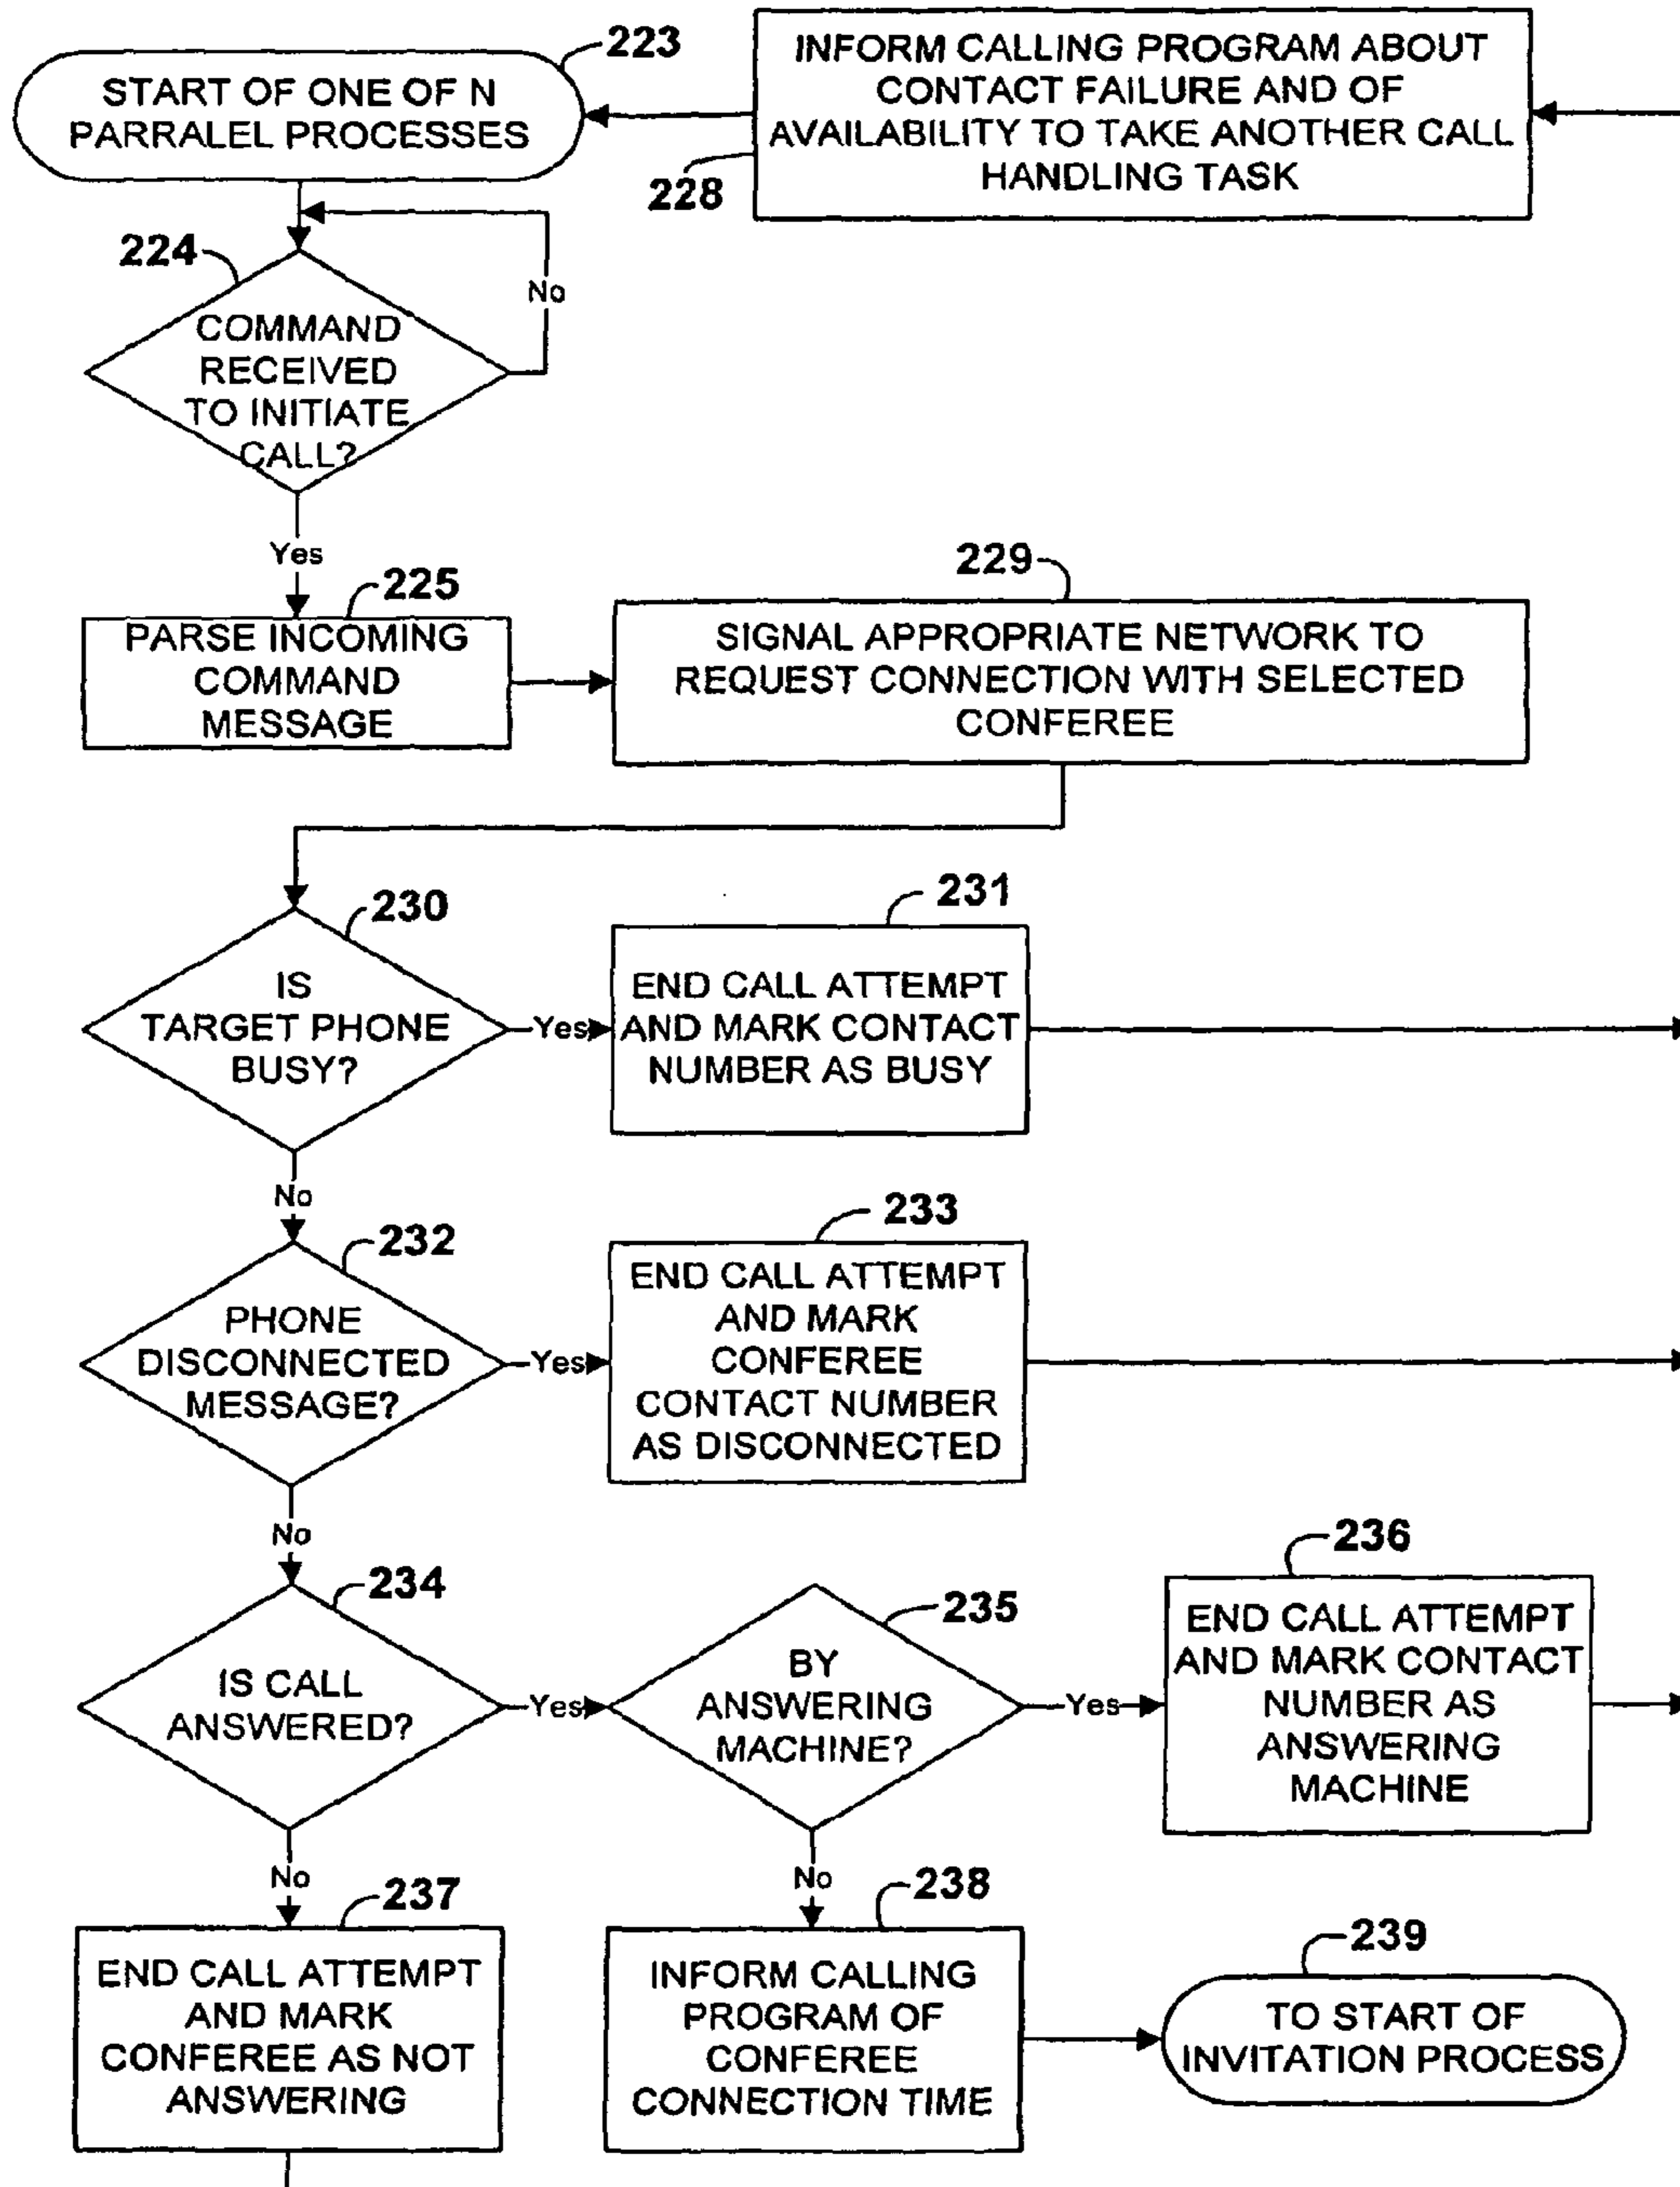 223
START OF ONE OF N
PARRALEL PROCESSES
INFORM CALLING PROGRAM ABOUT
CONTACT FAILURE AND OF
AVAILABILITY TO TAKE ANOTHER CALL
HANDLING TASK
228
224
No
COMMAND
RECEIVED
TO INITIATE
CALL?
Yes
225
PARSE INCOMING
COMMAND
MESSAGE
229
SIGNAL APPROPRIATE NETWORK TO
REQUEST CONNECTION WITH SELECTED
CONFEREE
230
IS
TARGET PHONE
BUSY?
Yes
231
END CALL ATTEMPT
AND MARK CONTACT
NUMBER AS BUSY
No
232
PHONE
DISCONNECTED
MESSAGE?
Yes
233
END CALL ATTEMPT
AND MARK
CONFEREE
CONTACT NUMBER
AS DISCONNECTED
No
234
IS CALL
ANSWERED?
Yes
235
BY
ANSWERING
MACHINE?
Yes
236
END CALL ATTEMPT
AND MARK CONTACT
NUMBER AS
ANSWERING
MACHINE
No
237
END CALL ATTEMPT
AND MARK
CONFEREE AS NOT
ANSWERING
No
238
INFORM CALLING
PROGRAM OF
CONFEREE
CONNECTION TIME
239
TO START OF
INVITATION PROCESS